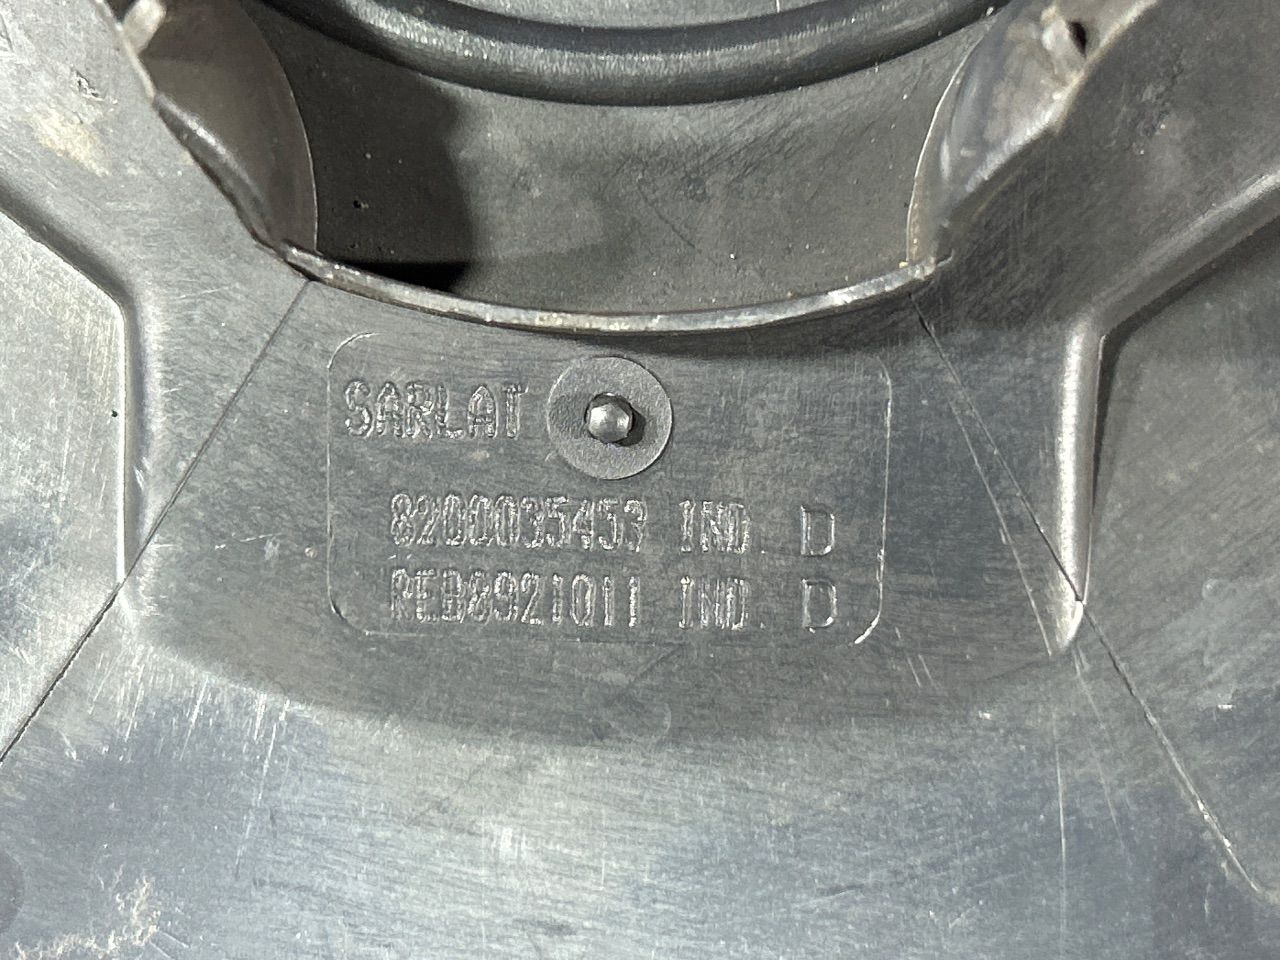 SARLAT
8200035453 IND. D
REB8921011 IND. D